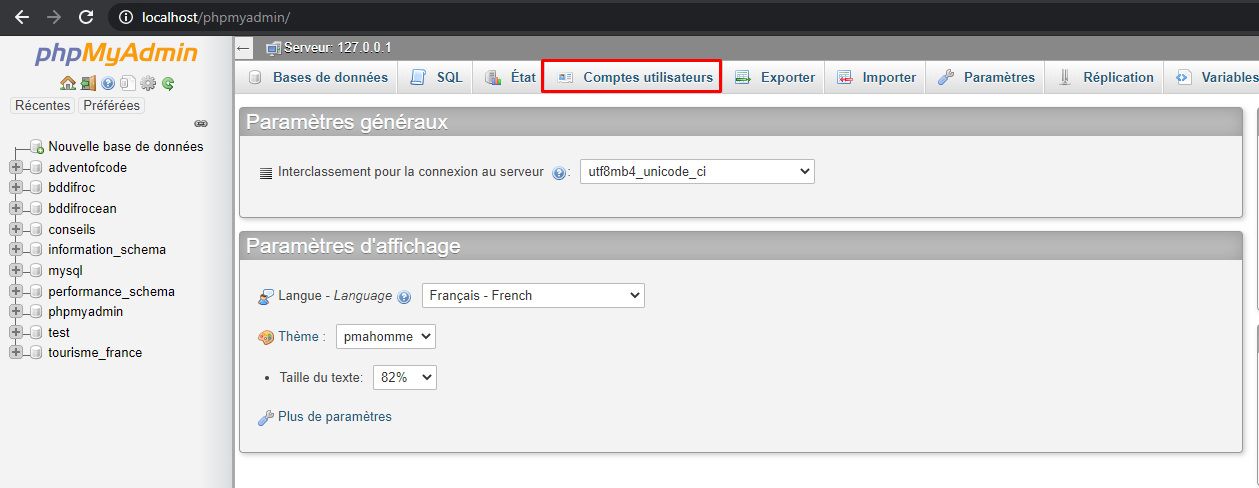 localhost/phpmyadmin/
phpMyAdmin
Récentes Préférées
Nouvelle base de données
adventofcode
bddifroc
bddifrocean
conseils
information_schema
mysql
performance_schema
phpmyadmin
test
tourisme_france
Serveur: 127.0.0.1
Bases de données SQL État Comptes utilisateurs Exporter Importer Paramètres Réplication Variables
Paramètres généraux
Interclassement pour la connexion au serveur : utf8mb4_unicode_ci
Paramètres d'affichage
Langue - Language Français - French
Thème : pmahomme
• Taille du texte: 82%
Plus de paramètres